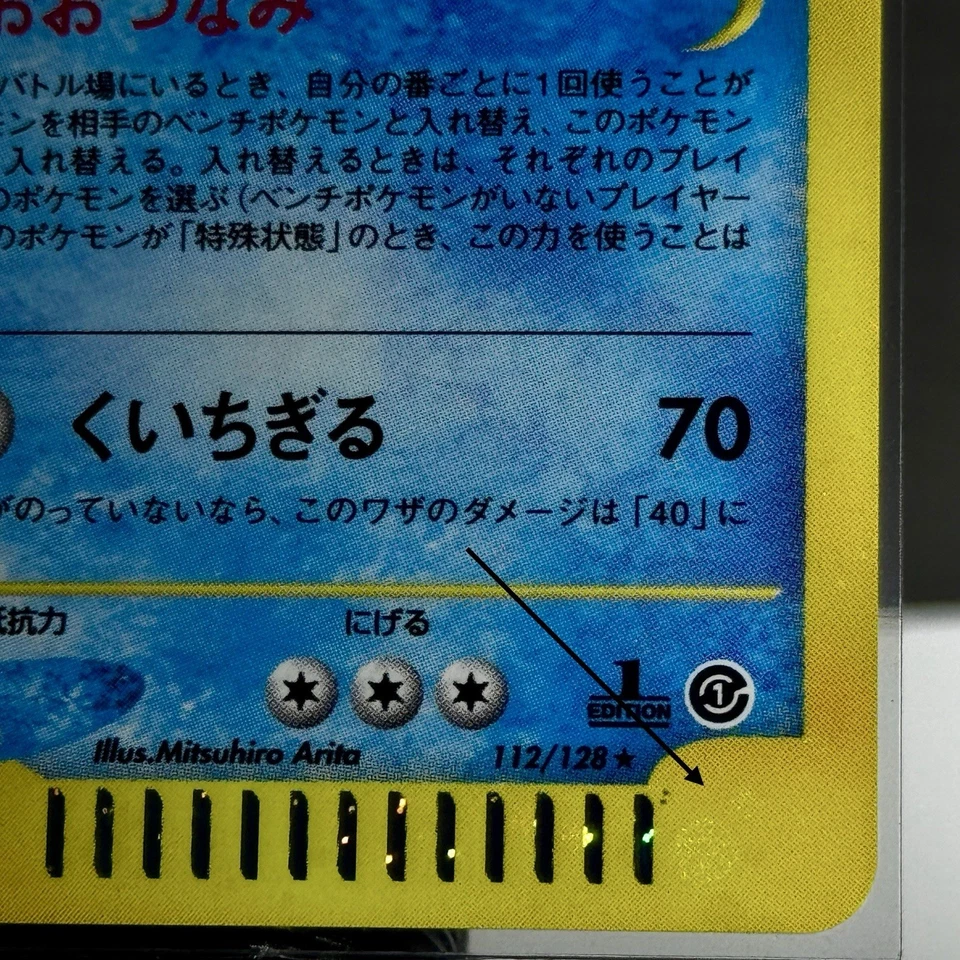 おおつなみ
バトル場にいるとき、自分の番ごとに1回使うことが
モンを相手のベンチポケモンと入れ替え、このポケモン
入れ替える。入れ替えるときは、それぞれのプレイ
のポケモンを選ぶ(ベンチポケモンがいないプレイヤー
のポケモンが「特殊状態」のとき、この力を使うことは
くいちぎる 70
がのっていないなら、このワザのダメージは「40」に
抵抗力 にげる
1
EDITION
1
Illus.Mitsuhiro Arita 112/128 ★